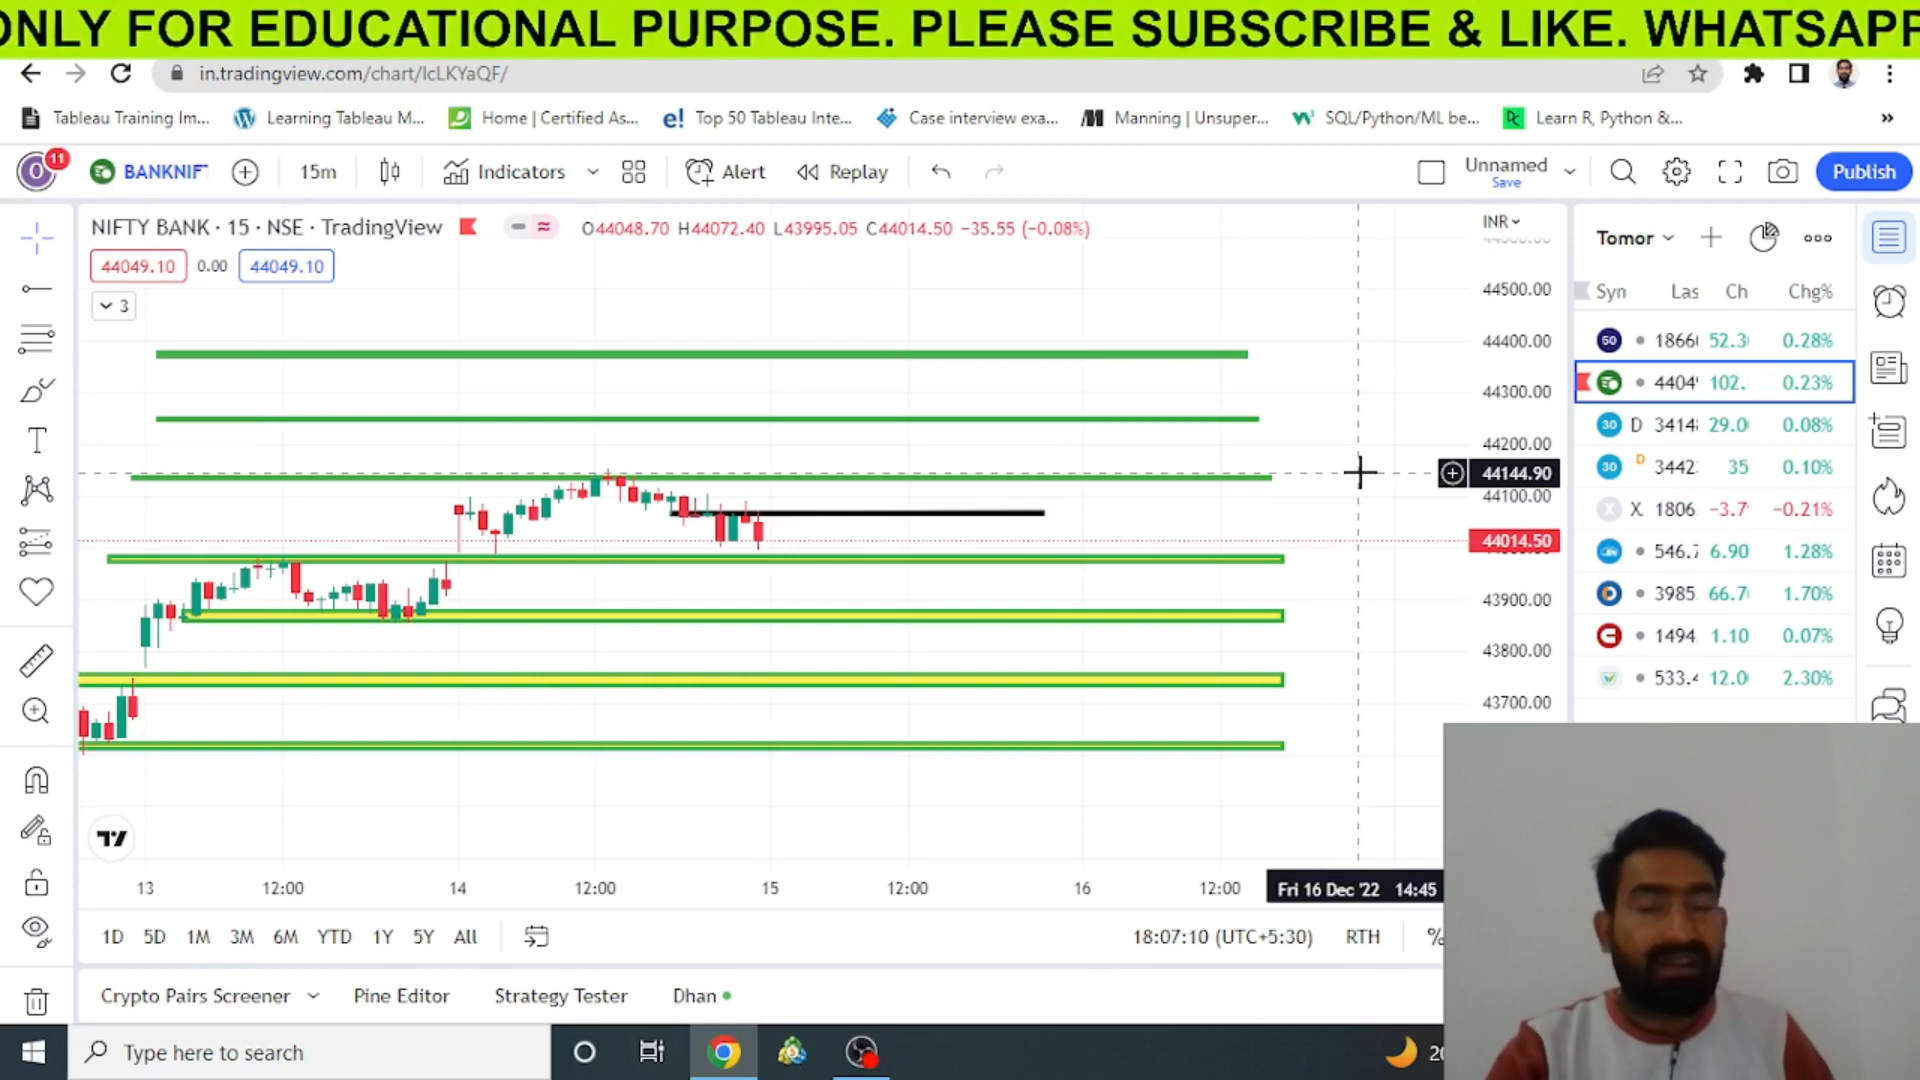 ONLY FOR EDUCATIONAL PURPOSE. PLEASE SUBSCRIBE & LIKE. WHATSAPP
in.tradingview.com/chart/lcLKYaQF/
Tableau Training Im... Learning Tableau M... Home | Certified As... Top 50 Tableau Inte... Case interview exa... Manning | Unsuper... SQL/Python/ML be... Learn R, Python &... »
O 11 BANKNIF 15m Indicators Alert Replay Unnamed Save Publish
NIFTY BANK · 15 · NSE · TradingView O44048.70 H44072.40 L43995.05 C44014.50 −35.55 (−0.08%) INR
44049.10 0.00 44049.10
3
44500.00
44400.00
44300.00
44200.00
44144.90
44100.00
44014.50
43900.00
43800.00
43700.00
Tomor
Syn Las Ch Chg%
50 1866 52.3 0.28%
4404 102. 0.23%
30 D 3414 29.0 0.08%
30 D 3442 35 0.10%
X X. 1806. −3.7 −0.21%
546.7 6.90 1.28%
3985. 66.7 1.70%
1494. 1.10 0.07%
533.4 12.0 2.30%
13 12:00 14 12:00 15 12:00 16 12:00 Fri 16 Dec '22 14:45
1D 5D 1M 3M 6M YTD 1Y 5Y All 18:07:10 (UTC+5:30) RTH %
Crypto Pairs Screener Pine Editor Strategy Tester Dhan
Type here to search